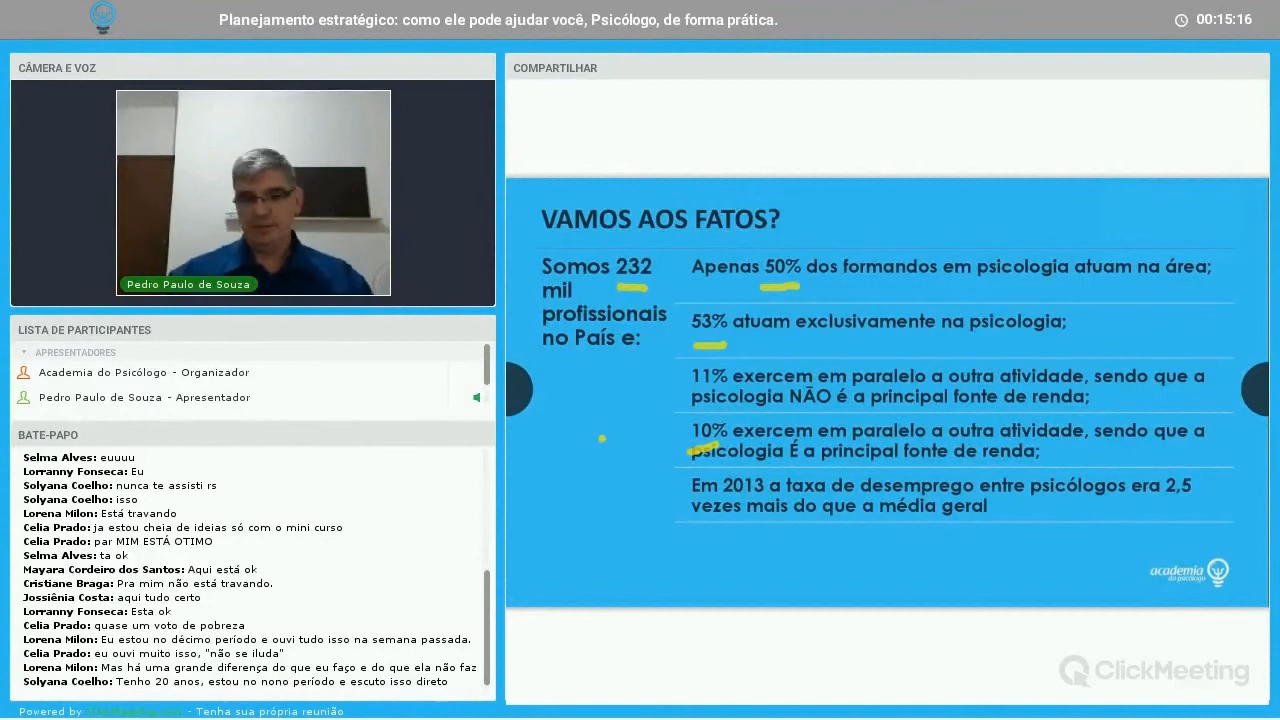 Planejamento estratégico: como ele pode ajudar você, Psicólogo, de forma prática.
00:15:16
CÂMERA E VOZ
Pedro Paulo de Souza
LISTA DE PARTICIPANTES
APRESENTADORES
Academia do Psicólogo - Organizador
Pedro Paulo de Souza - Apresentador
BATE-PAPO
Selma Alves: euuuu
Lorranny Fonseca: Eu
Solyana Coelho: nunca te assisti rs
Solyana Coelho: isso
Lorena Milon: Está travando
Celia Prado: ja estou cheia de ideias só com o mini curso
Celia Prado: par MIM ESTÁ OTIMO
Selma Alves: ta ok
Mayara Cordeiro dos Santos: Aqui está ok
Cristiane Braga: Pra mim não está travando.
Jossiênia Costa: aqui tudo certo
Lorranny Fonseca: Esta ok
Celia Prado: quase um voto de pobreza
Lorena Milon: Eu estou no décimo período e ouvi tudo isso na semana passada.
Celia Prado: eu ouvi muito isso, "não se iluda"
Lorena Milon: Mas há uma grande diferença do que eu faço e do que ela não faz
Solyana Coelho: Tenho 20 anos, estou no nono período e escuto isso direto
Powered by ClickMeeting.com - Tenha sua própria reunião
COMPARTILHAR
VAMOS AOS FATOS?
Somos 232
mil
profissionais
no País e:
Apenas 50% dos formandos em psicologia atuam na área;
53% atuam exclusivamente na psicologia;
11% exercem em paralelo a outra atividade, sendo que a
psicologia NÃO é a principal fonte de renda;
10% exercem em paralelo a outra atividade, sendo que a
psicologia É a principal fonte de renda;
Em 2013 a taxa de desemprego entre psicólogos era 2,5
vezes mais do que a média geral
academia
do psicólogo
ClickMeeting